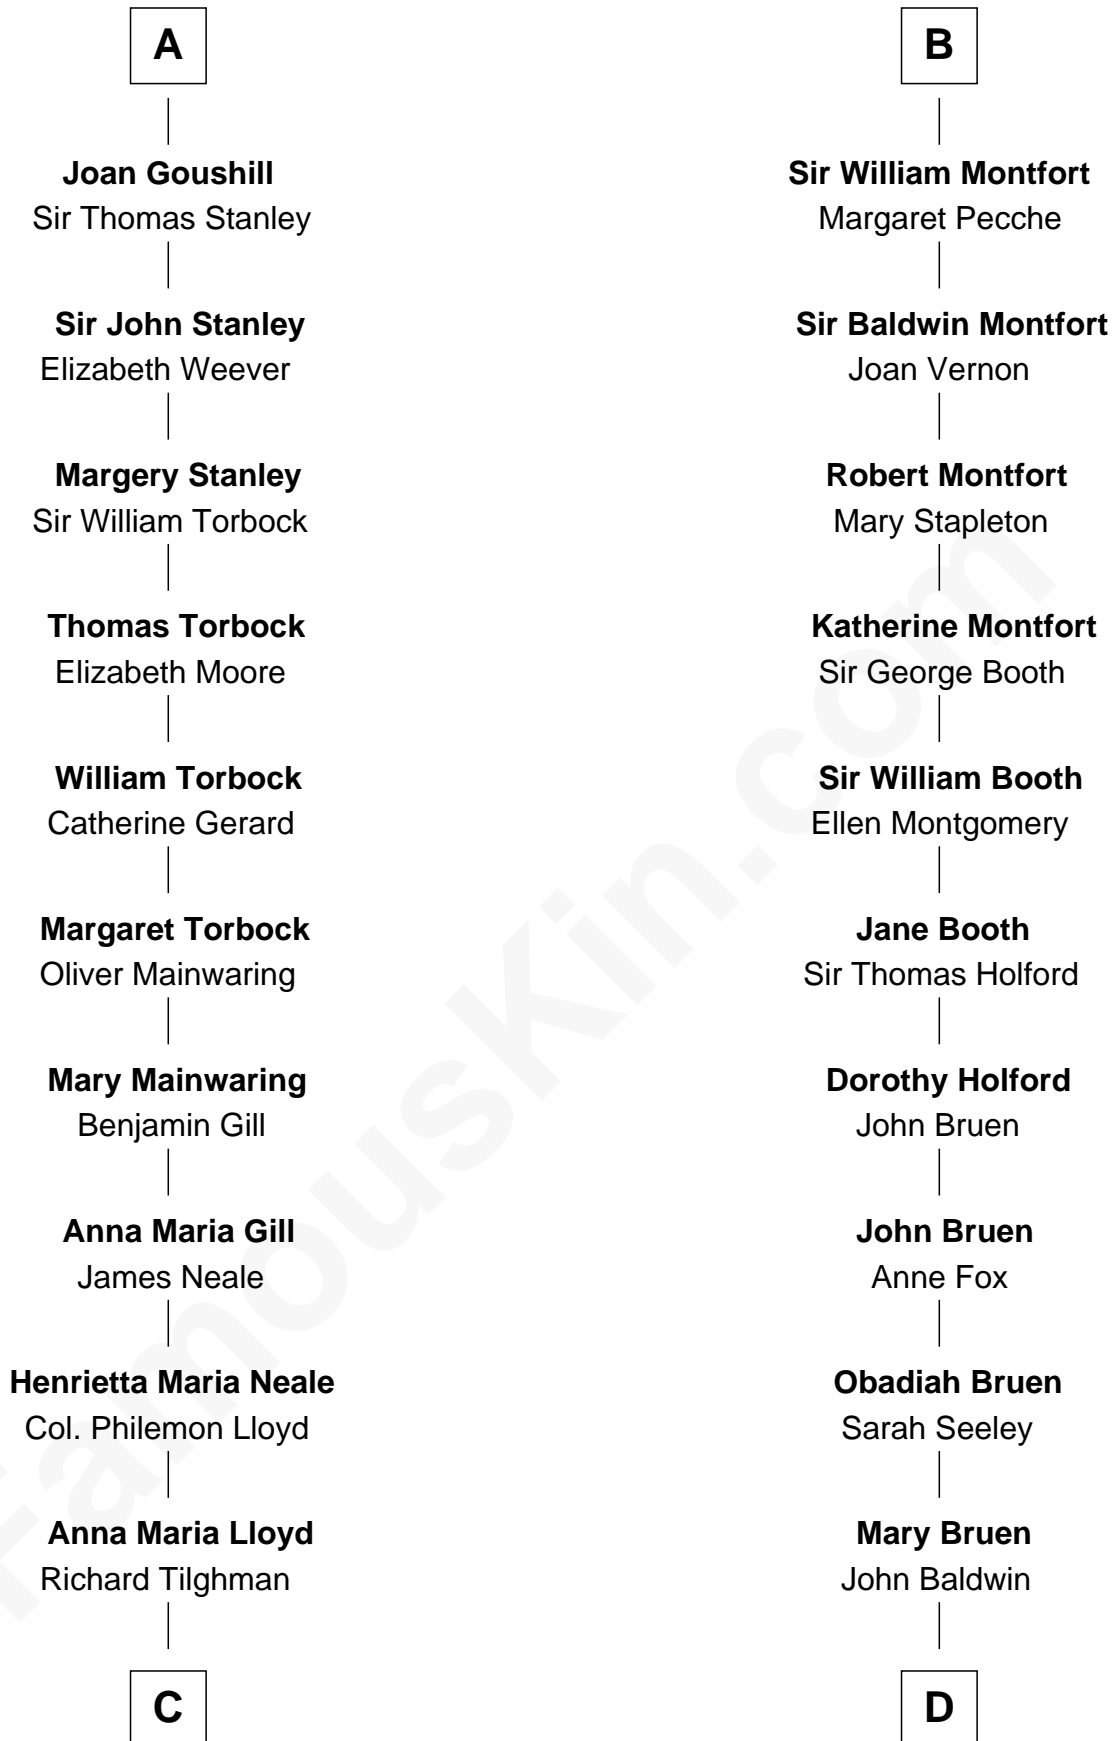 A
Joan Goushill
Sir Thomas Stanley
Sir John Stanley
Elizabeth Weever
Margery Stanley
Sir William Torbock
Thomas Torbock
Elizabeth Moore
William Torbock
Catherine Gerard
Margaret Torbock
Oliver Mainwaring
Mary Mainwaring
Benjamin Gill
Anna Maria Gill
James Neale
Henrietta Maria Neale
Col. Philemon Lloyd
Anna Maria Lloyd
Richard Tilghman
C
B
Sir William Montfort
Margaret Pecche
Sir Baldwin Montfort
Joan Vernon
Robert Montfort
Mary Stapleton
Katherine Montfort
Sir George Booth
Sir William Booth
Ellen Montgomery
Jane Booth
Sir Thomas Holford
Dorothy Holford
John Bruen
John Bruen
Anne Fox
Obadiah Bruen
Sarah Seeley
Mary Bruen
John Baldwin
D
FamousKin.com